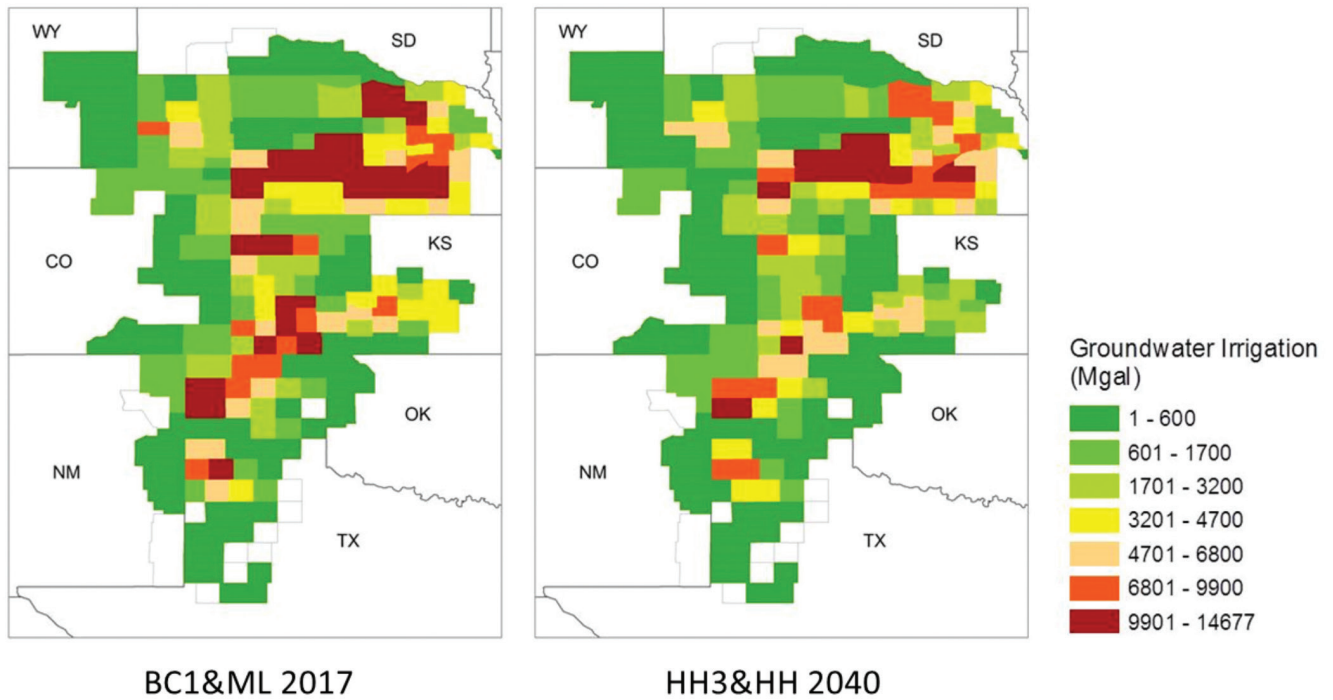 WY
SD
CO
KS
NM
OK
TX
WY
SD
CO
KS
NM
OK
TX
Groundwater Irrigation
(Mgal)
1 - 600
601 - 1700
1701 - 3200
3201 - 4700
4701 - 6800
6801 - 9900
9901 - 14677
BC1&ML 2017
HH3&HH 2040